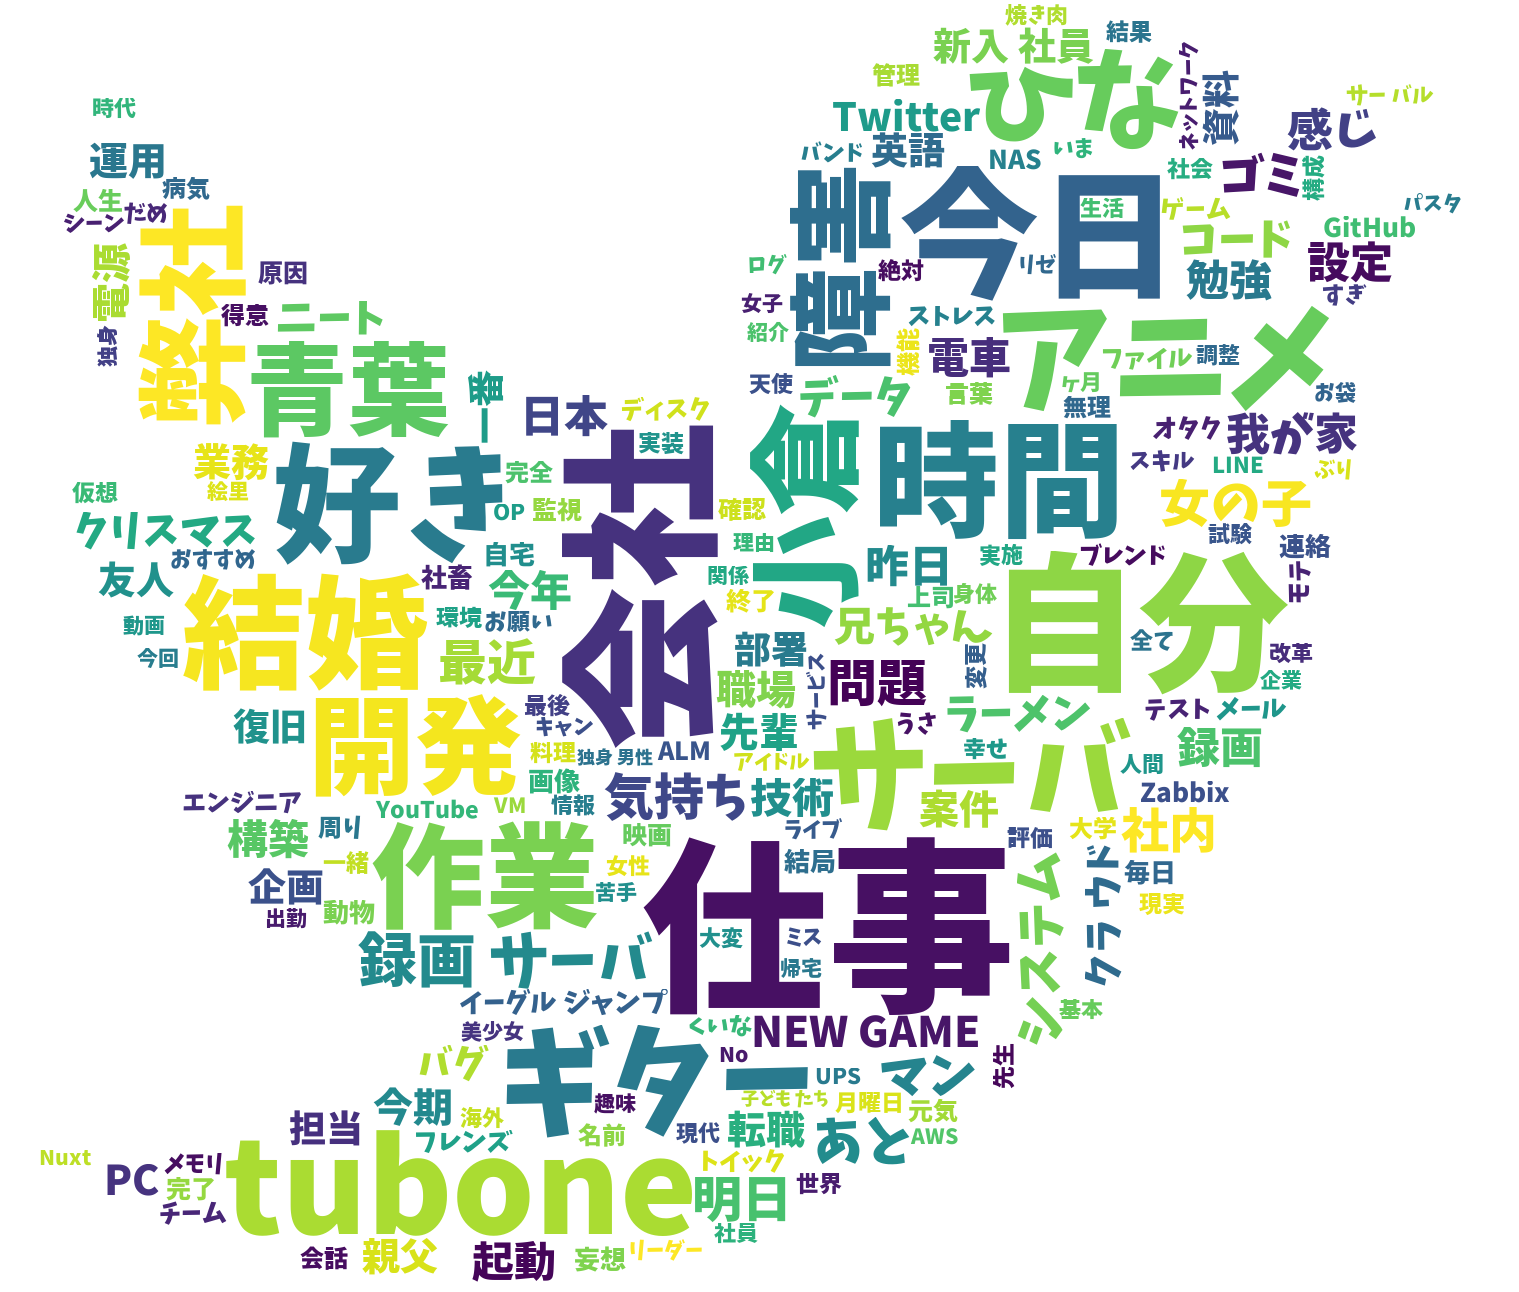 焼き肉
新入 社員
結果
管理
ひな
ネットワーク
資料
サーバル
時代
Twitter
感じ
運用
バンド
英語
NAS
いま
社会
ゴミ
構成
病気
人生
シーン
だめ
弊社
障害
今日
生活
ゲーム
パスタ
コード
GitHub
電源
原因
ログ
絶対
リゼ
勉強
設定
すぎ
得意
ニート
女子
ストレス
アニメ
独身
青葉
紹介
機能
電車
ファイル
調整
一番
天使
データ
言葉
ヶ月
無理
お袋
日本
ディスク
小倉
時間
オタク
我が家
業務
好き
実装
会社
スキル
LINE
ぶり
絵里
仮想
完全
OP
監視
確認
女の子
クリスマス
おすすめ
自宅
理由
昨日
実施
ブレンド
試験
連絡
友人
結婚
社畜
今年
関係
終了
上司
身体
自分
モテ
動画
環境
お願い
兄ちゃん
全て
今回
最近
部署
サービス
問題
変更
改革
職場
企業
復旧
開発
最後
キャン
先輩
うさ
ラーメン
テスト
メール
料理
独身 男性
ALM
アイドル
サーバ
幸せ
録画
人間
画像
気持ち
技術
案件
Zabbix
エンジニア
YouTube
VM
情報
構築
周り
作業
映画
ライブ
評価
大学
社内
一緒
女性
仕事
結局
システム
クラウド
毎日
企画
苦手
現実
出勤
動物
録画 サーバ
大変
ミス
帰宅
イーグル ジャンプ
基本
美少女
くいな
NEW GAME
バグ
ギター
No
UPS
マン
先生
今期
海外
趣味
子どもたち
月曜日
元気
担当
フレンズ
名前
現代
転職
あと
AWS
Nuxt
PC
メモリ
完了
tubone
トイック
明日
世界
チーム
社員
会話
親父
起動
妄想
リーダー